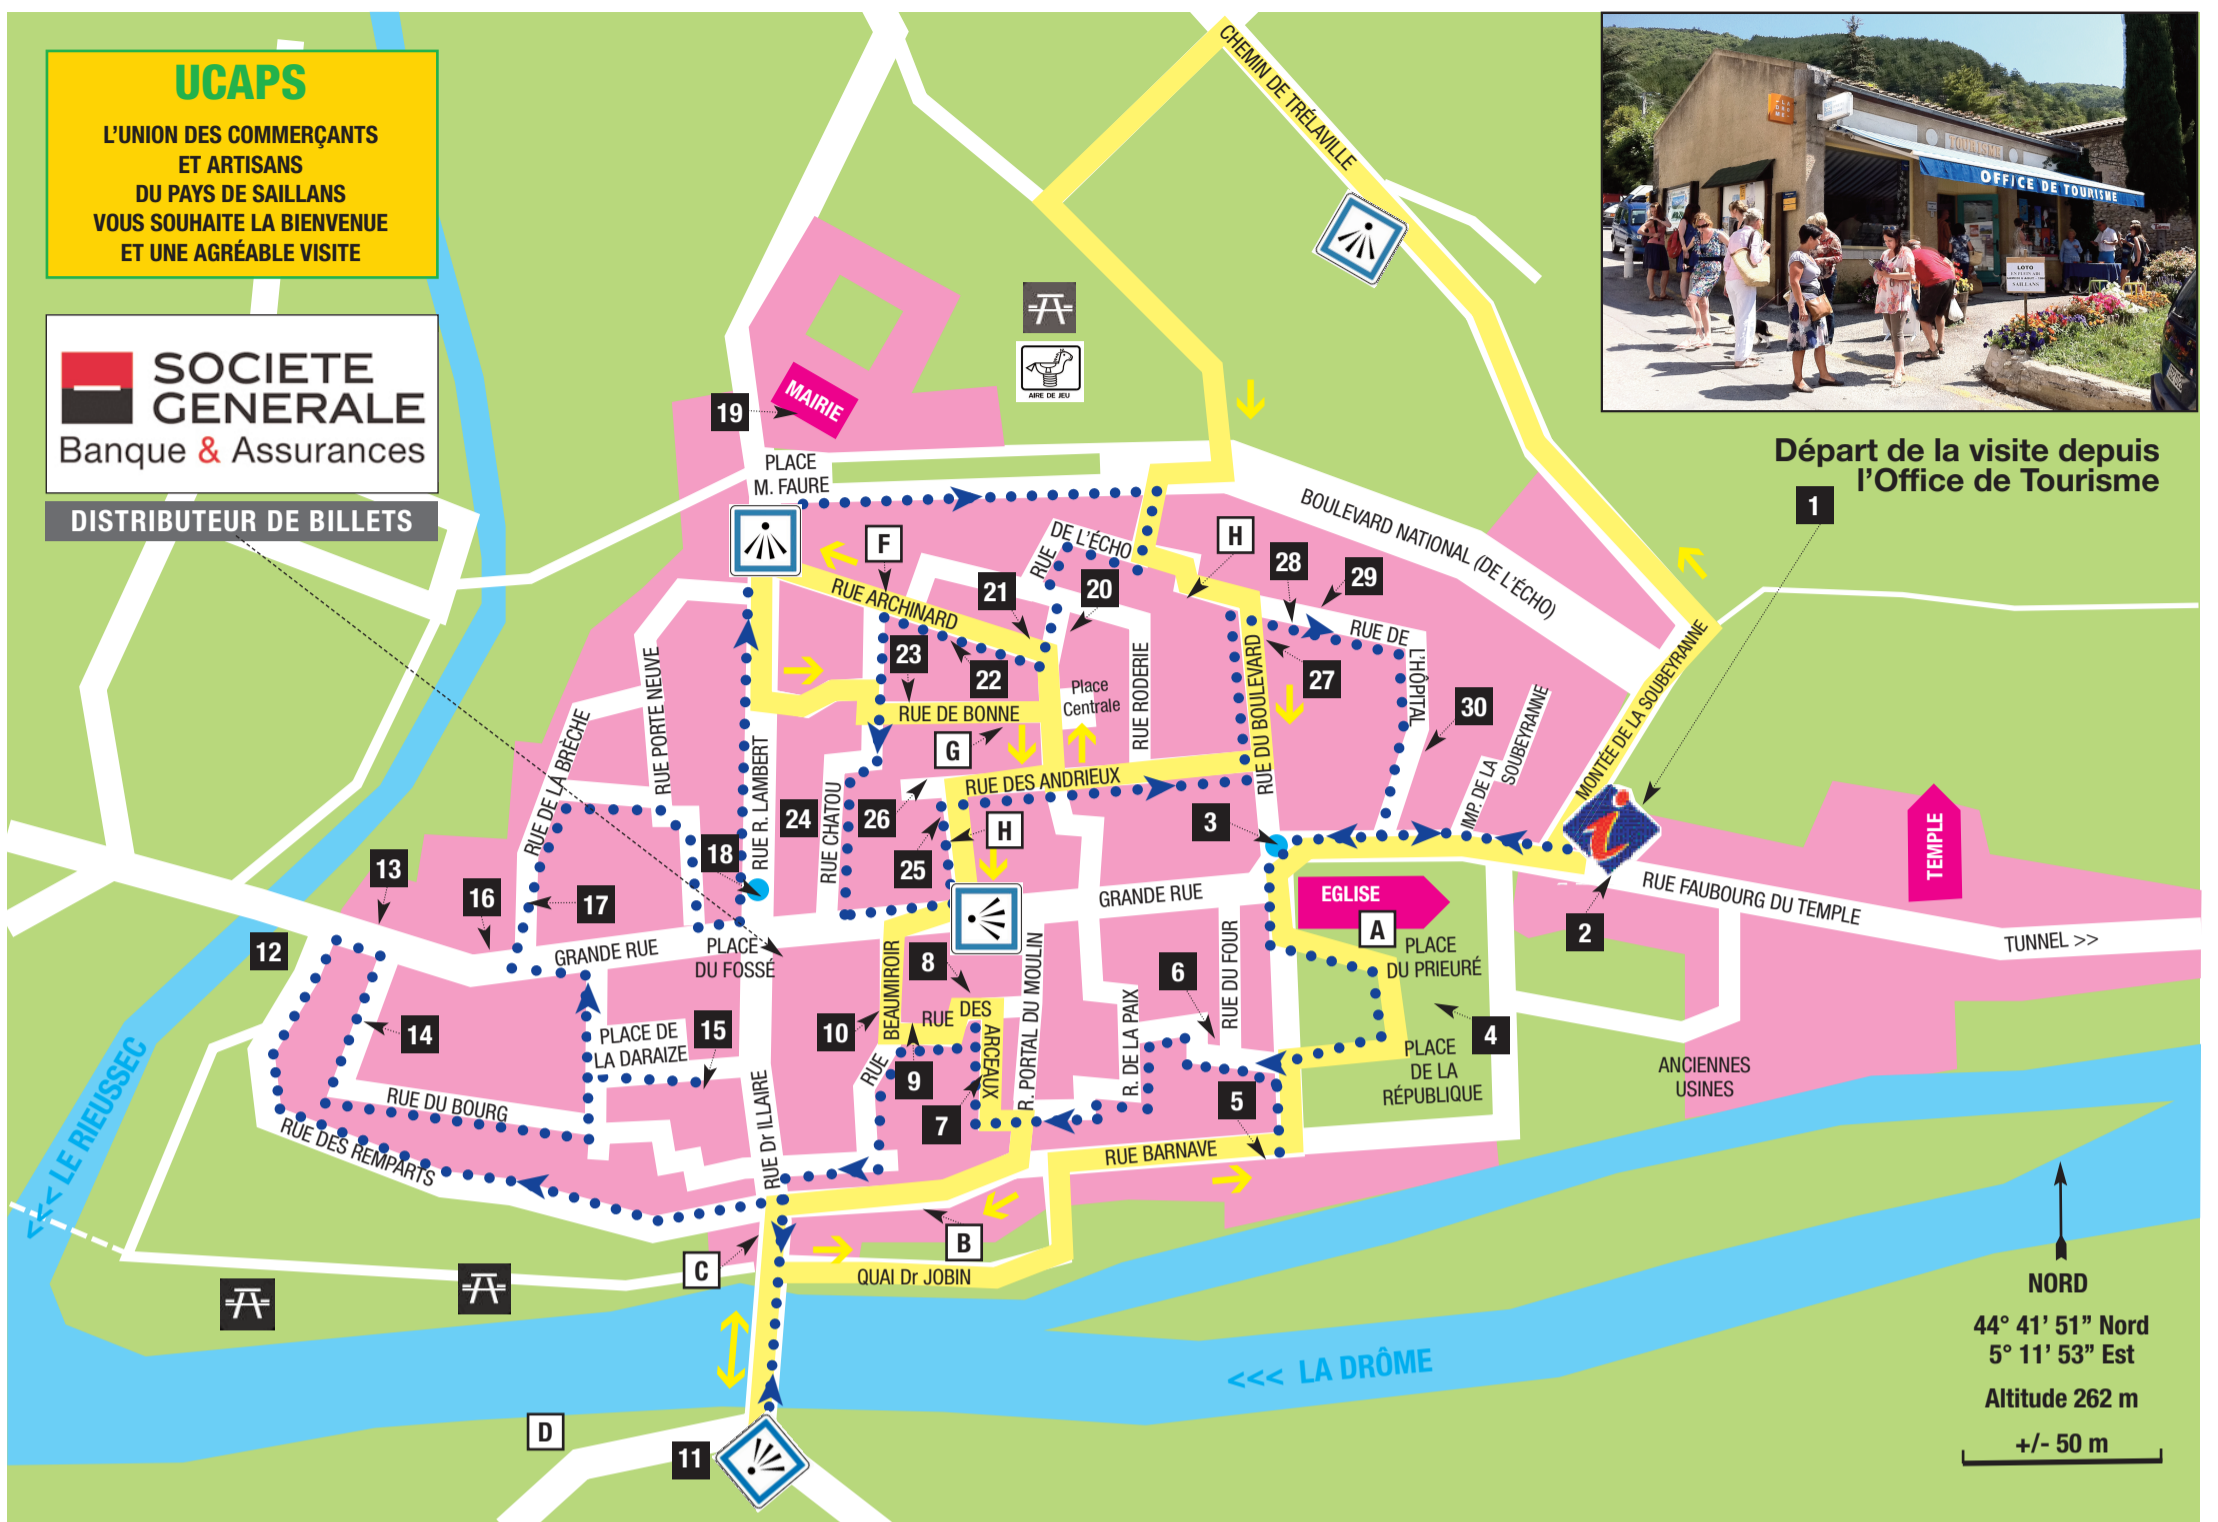 UCAPS
L'UNION DES COMMERÇANTS
ET ARTISANS
DU PAYS DE SAILLANS
VOUS SOUHAITE LA BIENVENUE
ET UNE AGRÉABLE VISITE
SOCIETE
GENERALE
Banque & Assurances
DISTRIBUTEUR DE BILLETS
CHEMIN DE TRÉLAVILLE
TOURISME
OFFICE DE TOURISME
LOTO
SAILLANS
Départ de la visite depuis
l'Office de Tourisme
1
AIRE DE JEU
MAIRIE
19
PLACE
M. FAURE
BOULEVARD NATIONAL (DE L'ÉCHO)
F
H
RUE
DE L'ÉCHO
28
29
21
20
RUE ARCHINARD
RUE DE
L'HÔPITAL
23
22
27
RUE PORTE NEUVE
RUE DE LA BRÈCHE
RUE DE BONNE
Place
Centrale
RUE RODERIE
RUE DU BOULEVARD
30
G
IMP. DE LA
SOUBEYRANNE
MONTÉE DE LA SOUBEYRANNE
RUE R. LAMBERT
24
RUE CHATOU
26
RUE DES ANDRIEUX
H
3
TEMPLE
18
25
13
16
17
GRANDE RUE
EGLISE
A
RUE FAUBOURG DU TEMPLE
2
TUNNEL >>
12
GRANDE RUE
PLACE
DU FOSSÉ
8
BEAUMIROIR
RUE
R. PORTAL DU MOULIN
6
RUE DU FOUR
PLACE
DU PRIEURÉ
14
PLACE DE
LA DARAIZE
15
10
RUE
DES
ARCEAUX
R. DE LA PAIX
4
PLACE
DE LA
RÉPUBLIQUE
ANCIENNES
USINES
9
7
5
RUE DU BOURG
RUE DES REMPARTS
RUE Dr ILLAIRE
RUE BARNAVE
<<< LE RIEUSSEC
B
C
QUAI Dr JOBIN
<<< LA DRÔME
D
11
NORD
44° 41' 51'' Nord
5° 11' 53'' Est
Altitude 262 m
+/- 50 m